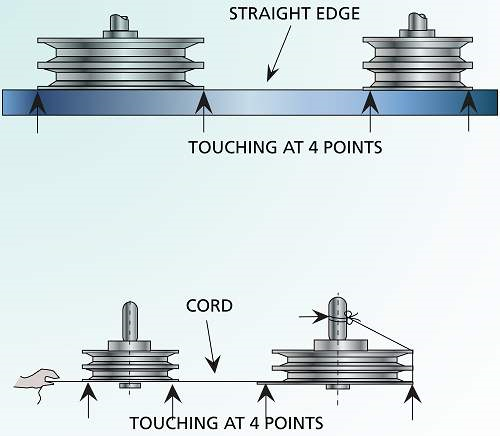 STRAIGHT EDGE
TOUCHING AT 4 POINTS
CORD
TOUCHING AT 4 POINTS